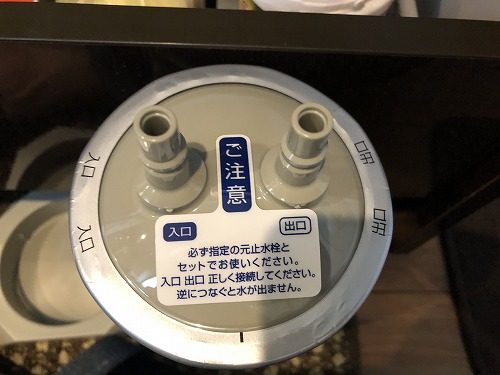 ご注意
入口
出口
必ず指定の元止水栓と
セットでお使いください。
入口 出口 正しく接続してください。
逆につなぐと水が出ません。
入口
入口
出口
出口